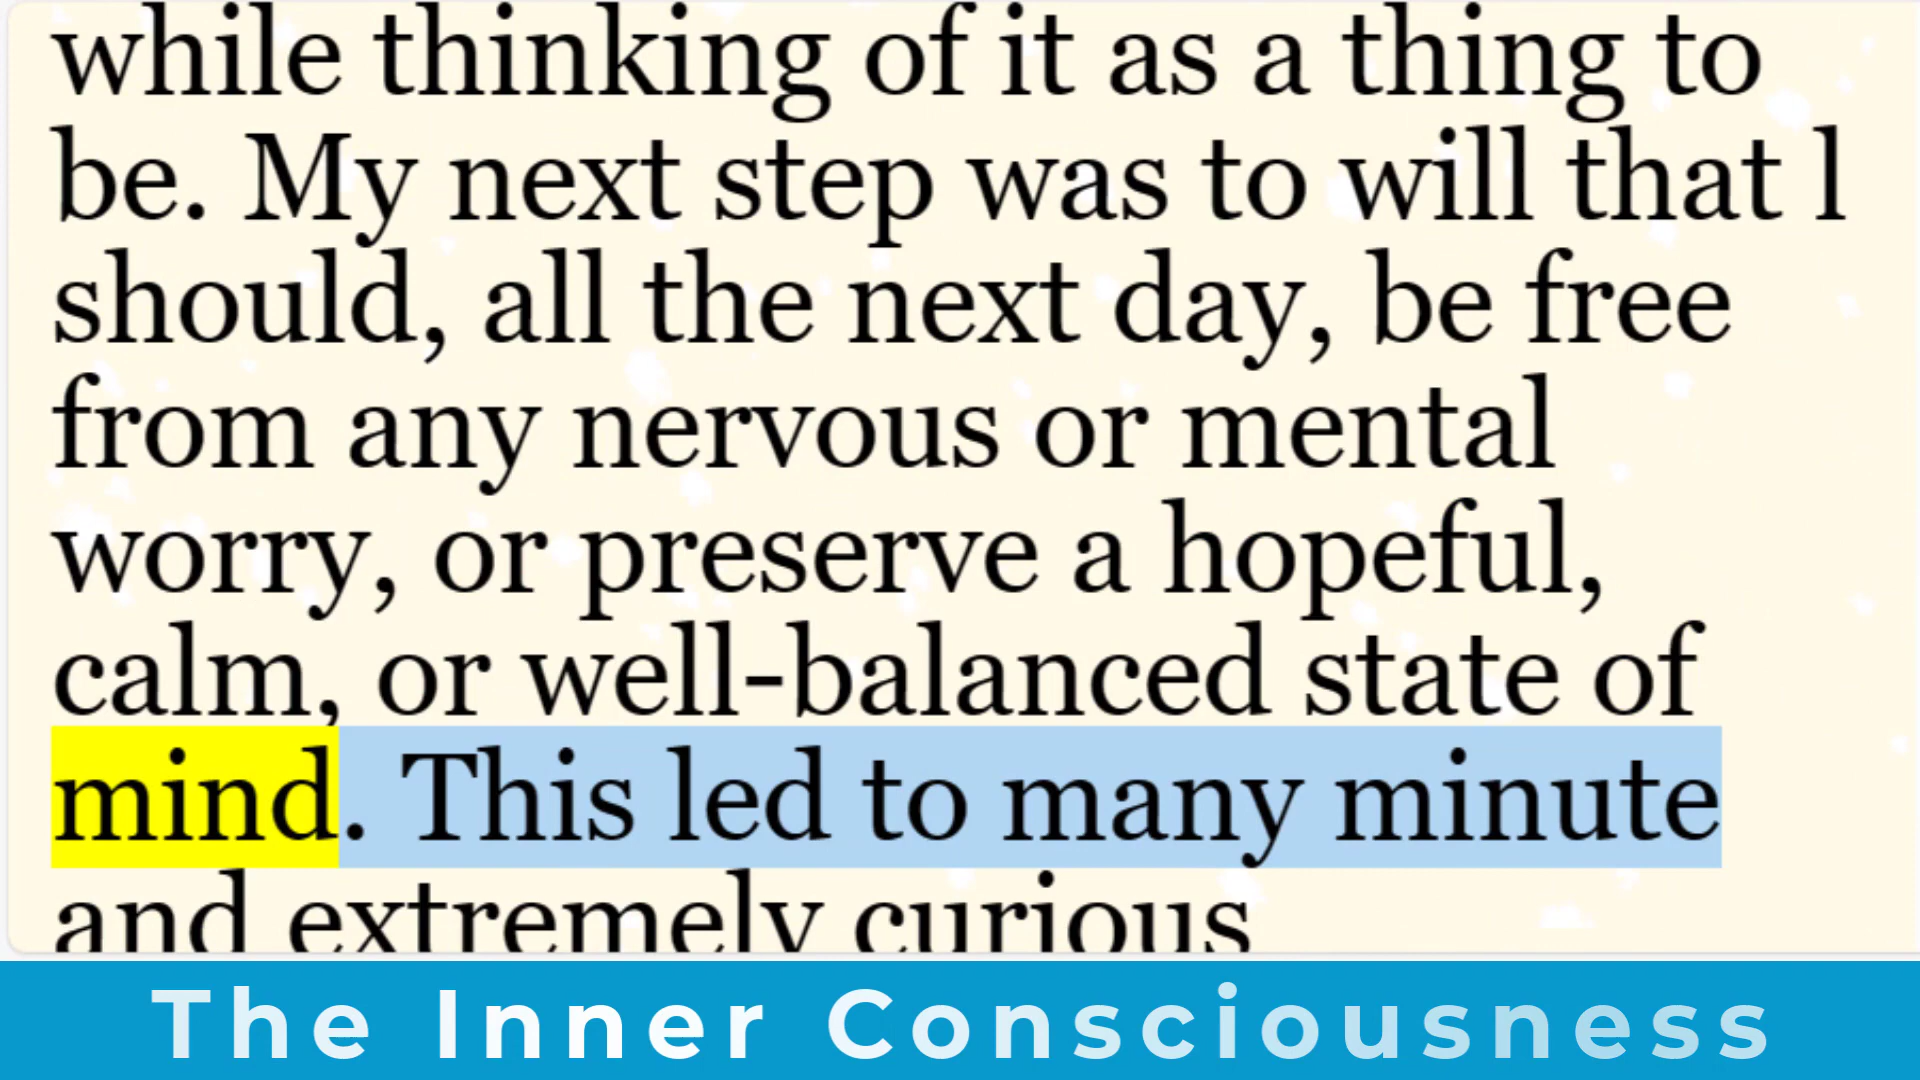 while thinking of it as a thing to
be. My next step was to will that l
should, all the next day, be free
from any nervous or mental
worry, or preserve a hopeful,
calm, or well-balanced state of
mind. This led to many minute
and extremely curious
The Inner Consciousness